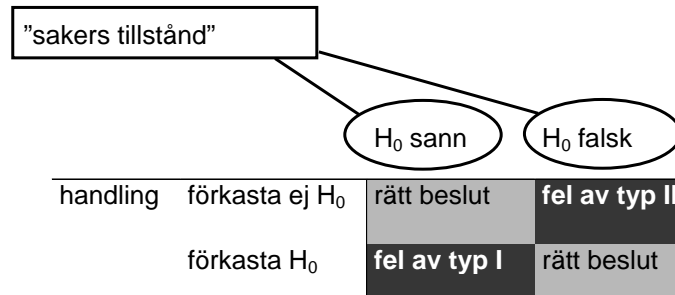 ”sakers tillstånd”
H₀ sann H₀ falsk
handling förkasta ej H₀ rätt beslut fel av typ II
förkasta H₀ fel av typ I rätt beslut